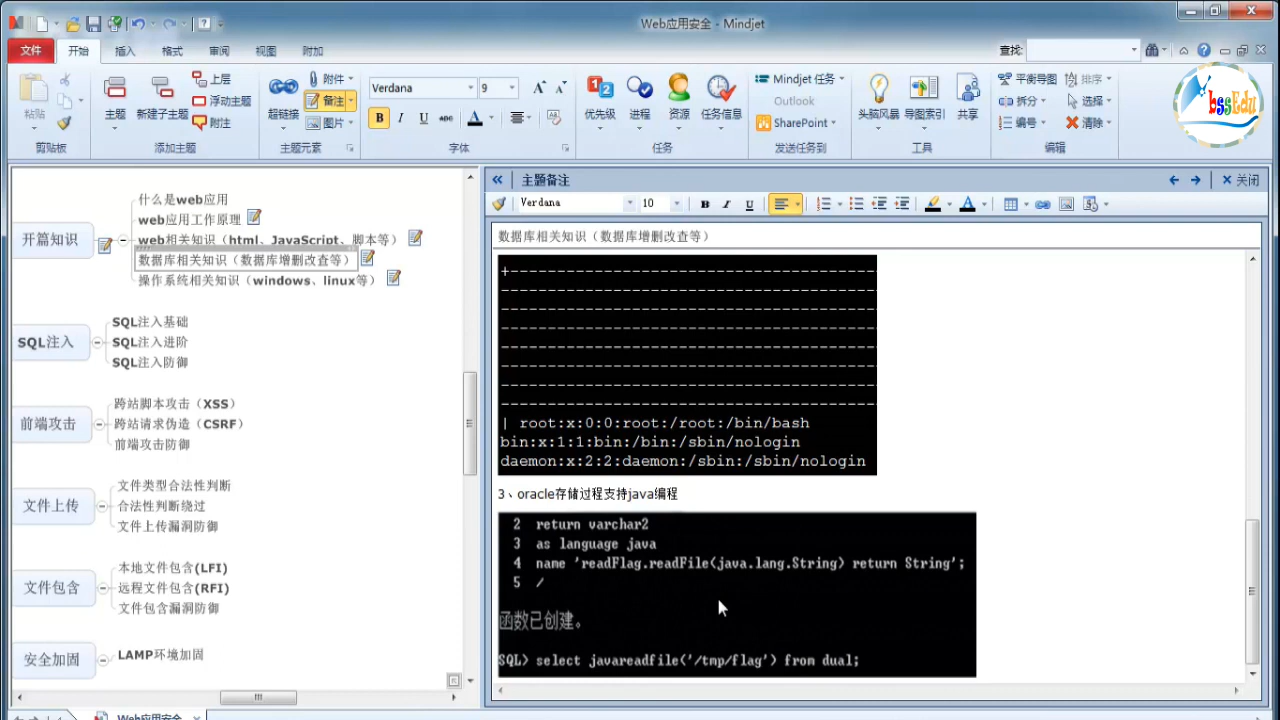 Web应用安全 - Mindjet
文件 开始 插入 格式 审阅 视图 附加 查找:
粘贴 主题 新建子主题 上层 浮动主题 附注 超链接 附件 备注 图片 Verdana 9 B I U abc A 优先级 进程 资源 任务信息 Mindjet 任务 Outlook SharePoint 头脑风暴 导图索引 共享 平衡导图 拆分 编号 排序 选择 清除
剪贴板 添加主题 主题元素 字体 任务 发送任务到 工具 编辑
bssEdu
开篇知识
什么是web应用
web应用工作原理
web相关知识（html、JavaScript、脚本等）
数据库相关知识（数据库增删改查等）
操作系统相关知识（windows、linux等）
SQL注入
SQL注入基础
SQL注入进阶
SQL注入防御
前端攻击
跨站脚本攻击（XSS）
跨站请求伪造（CSRF）
前端攻击防御
文件上传
文件类型合法性判断
合法性判断绕过
文件上传漏洞防御
文件包含
本地文件包含(LFI)
远程文件包含(RFI)
文件包含漏洞防御
安全加固
LAMP环境加固
Web应用安全
主题备注 关闭
Verdana 10 B I U A
数据库相关知识（数据库增删改查等）
| root:x:0:0:root:/root:/bin/bash
bin:x:1:1:bin:/bin:/sbin/nologin
daemon:x:2:2:daemon:/sbin:/sbin/nologin
3、oracle存储过程支持java编程
2 return varchar2
3 as language java
4 name 'readFlag.readFile(java.lang.String) return String';
5 /
函数已创建。
SQL> select javareadfile('/tmp/flag') from dual;